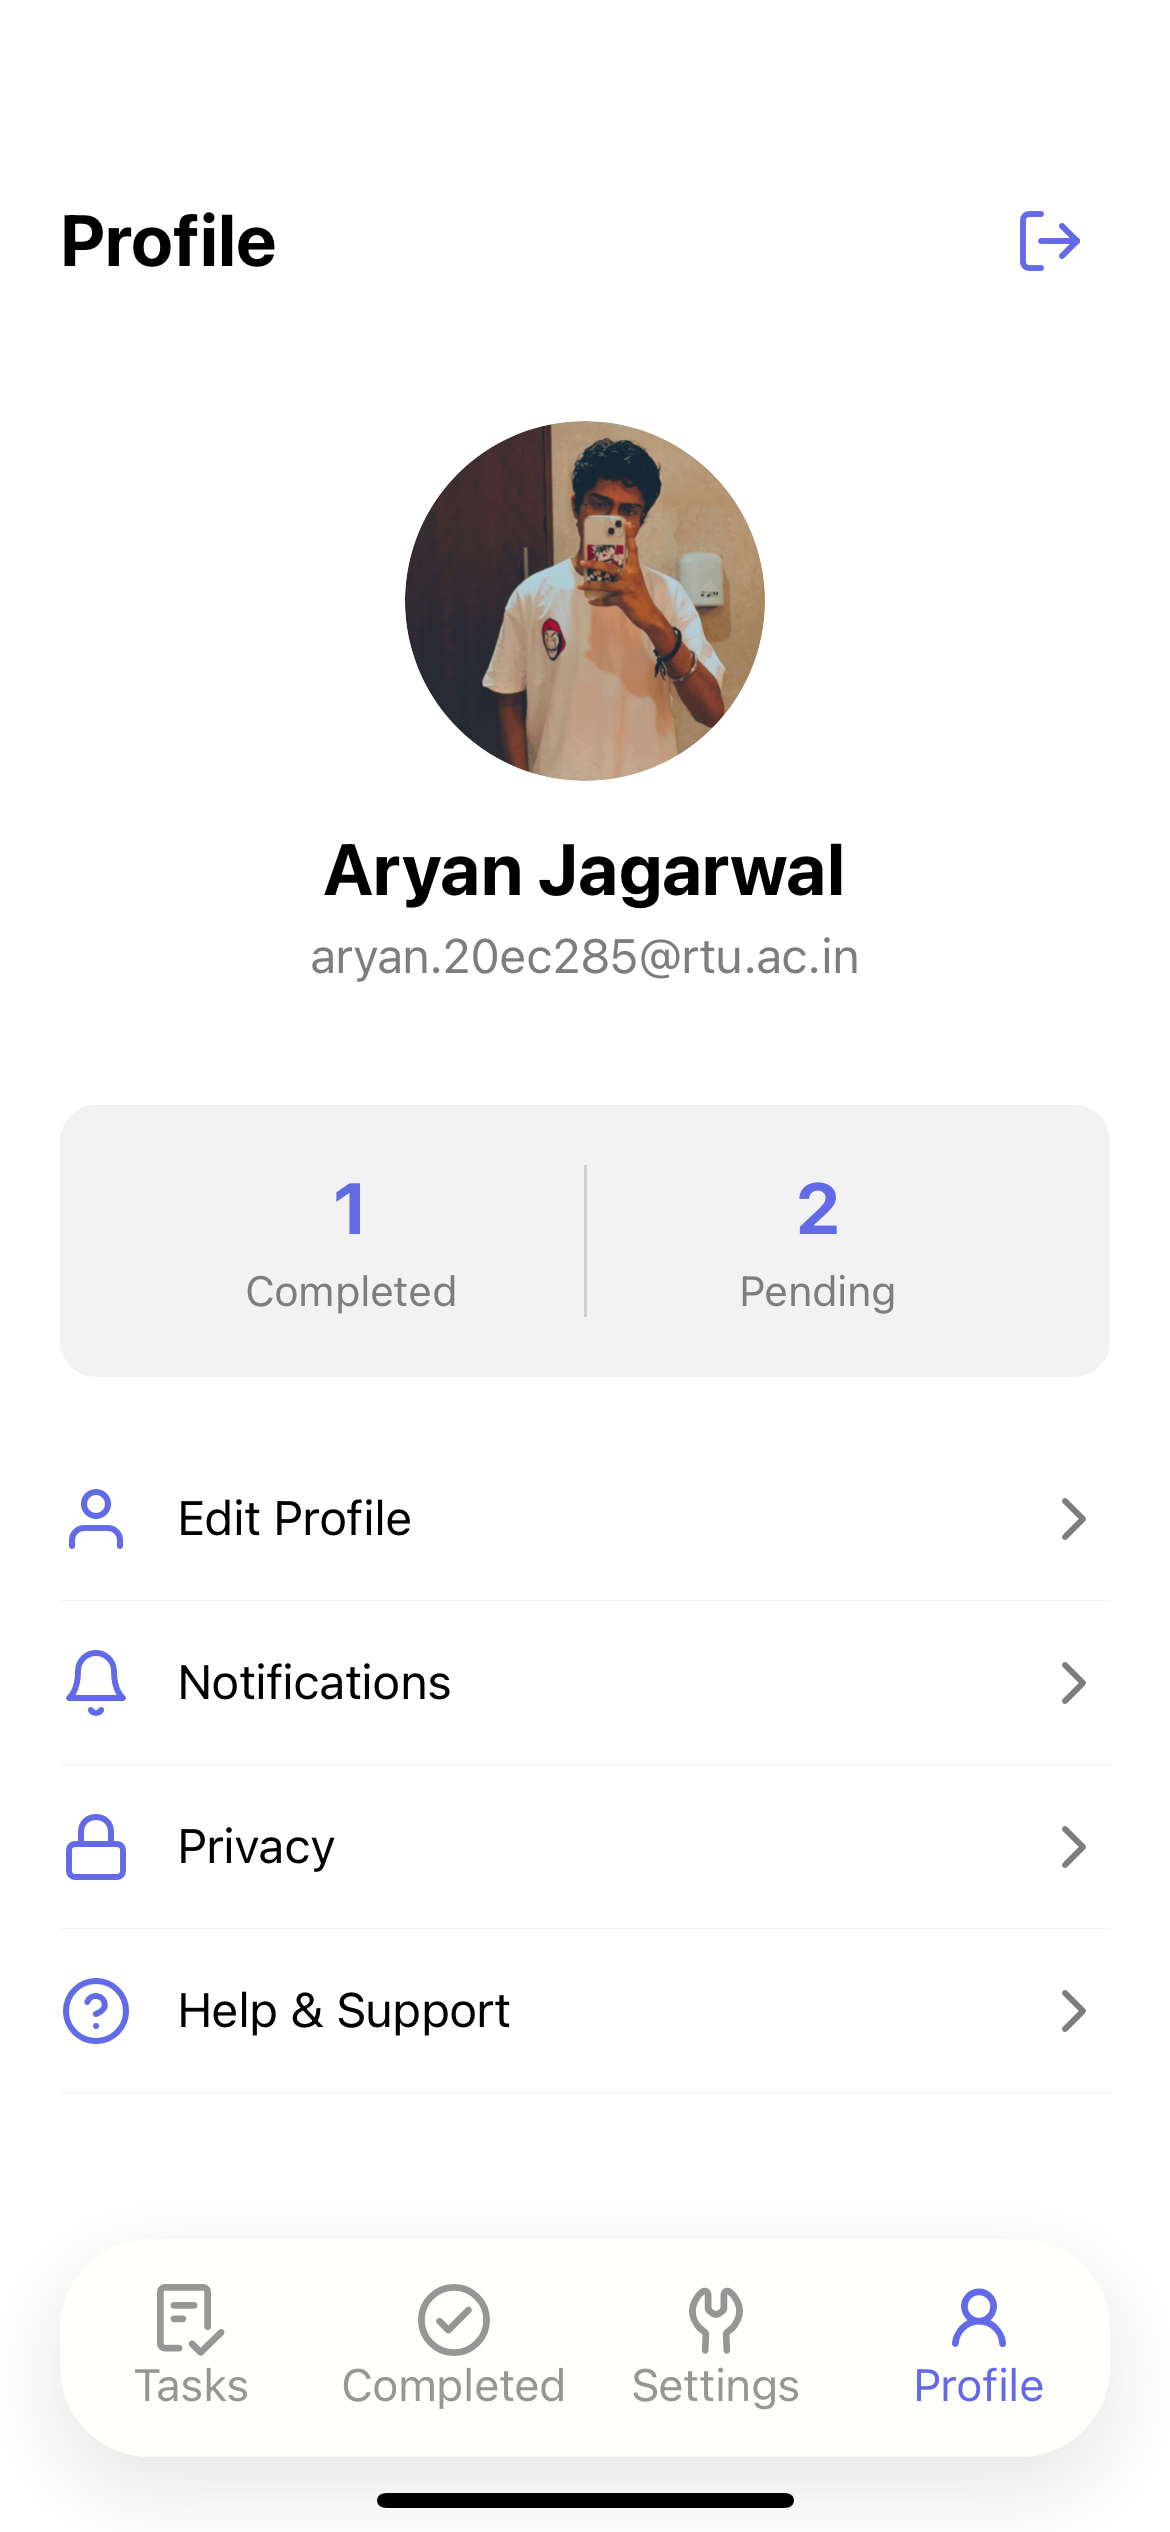 Profile
Aryan Jagarwal
aryan.20ec285@rtu.ac.in
1
Completed
2
Pending
Edit Profile
Notifications
Privacy
Help & Support
Tasks
Completed
Settings
Profile